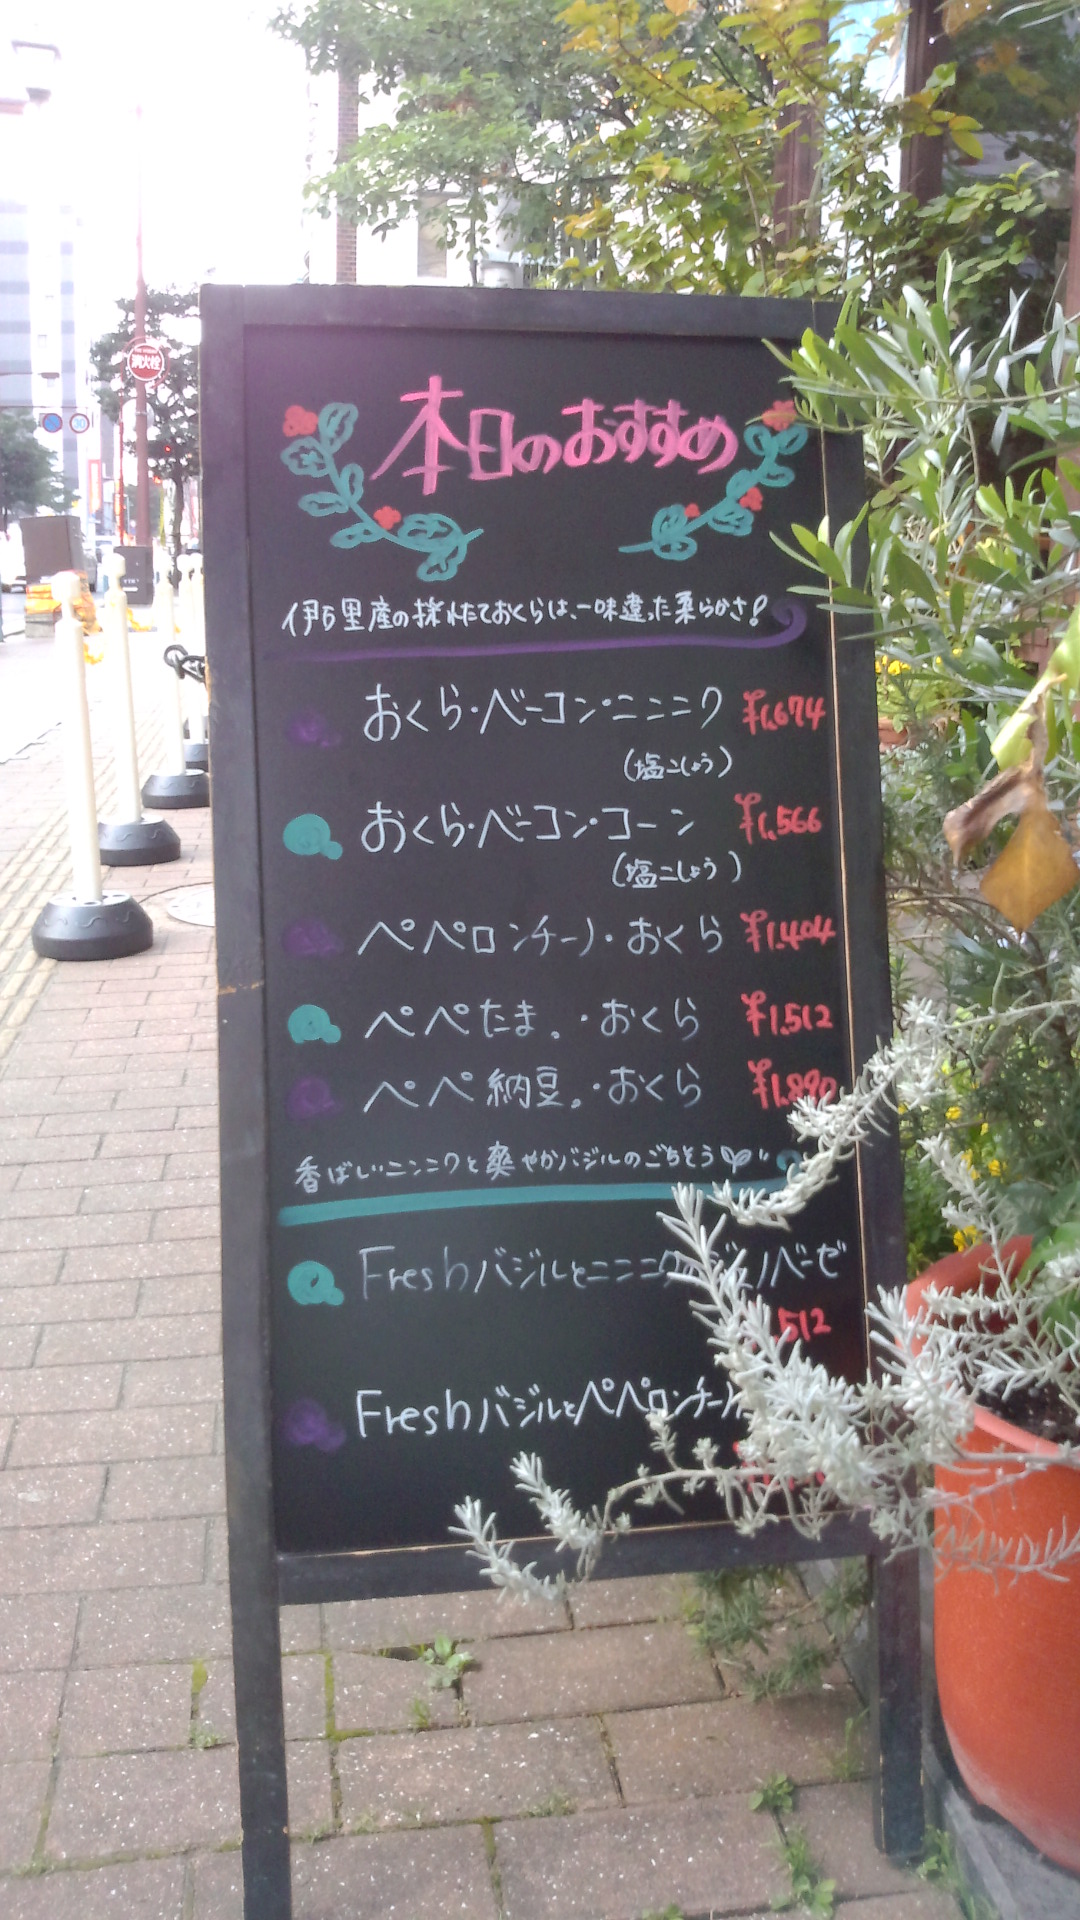 消火栓
30
本日のおすすめ
伊万里産の採れたておくらは、一味違った柔らかさ!
おくら・ベーコン・ニンニク ¥1,674
(塩こしょう)
おくら・ベーコン・コーン ¥1,566
(塩こしょう)
ペペロンチーノ・おくら ¥1,404
ペペたま。・おくら ¥1,512
ペペ納豆。・おくら ¥1,890
香ばしいニンニクと爽やかバジルのごちそう
Freshバジルとニンニクの
512
Freshバジルとペペロンチーノ